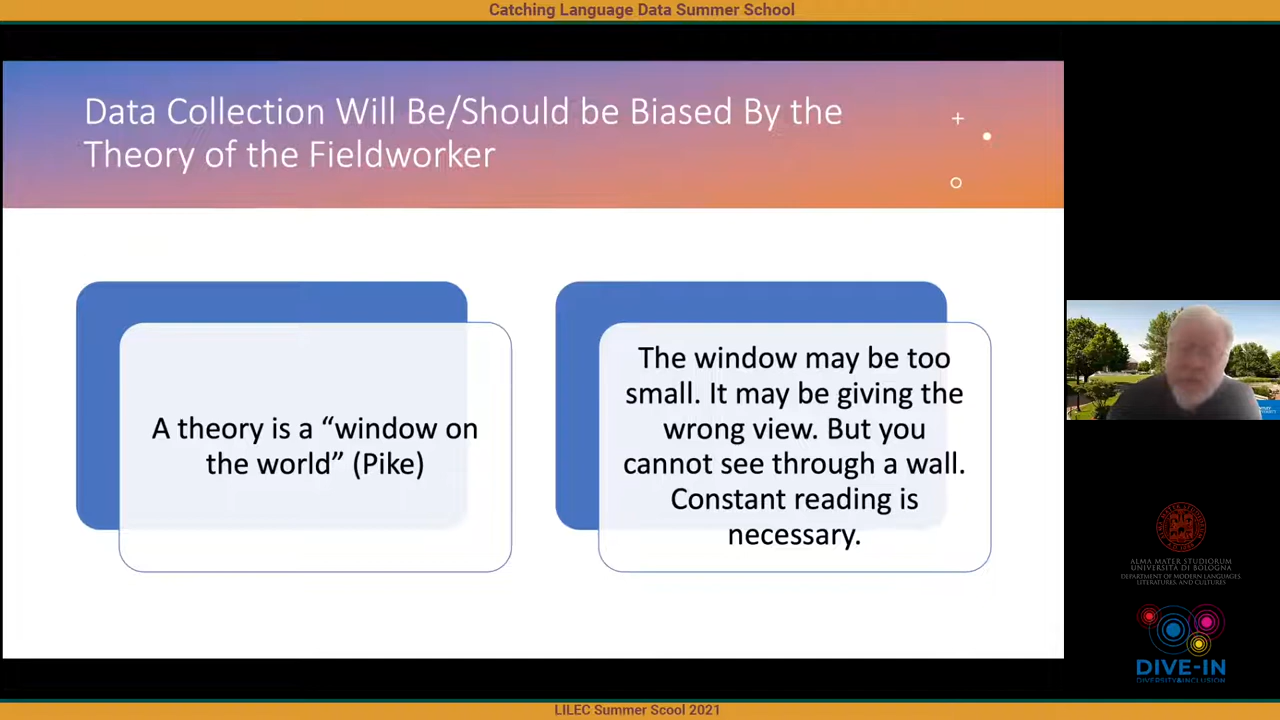 Catching Language Data Summer School
Data Collection Will Be/Should be Biased By the
Theory of the Fieldworker
A theory is a “window on
the world” (Pike)
The window may be too
small. It may be giving the
wrong view. But you
cannot see through a wall.
Constant reading is
necessary.
ALMA MATER STUDIORUM
UNIVERSITÀ DI BOLOGNA
DEPARTMENT OF MODERN LANGUAGES,
LITERATURES, AND CULTURES
DIVE-IN
DIVERSITY&INCLUSION
LILEC Summer Scool 2021